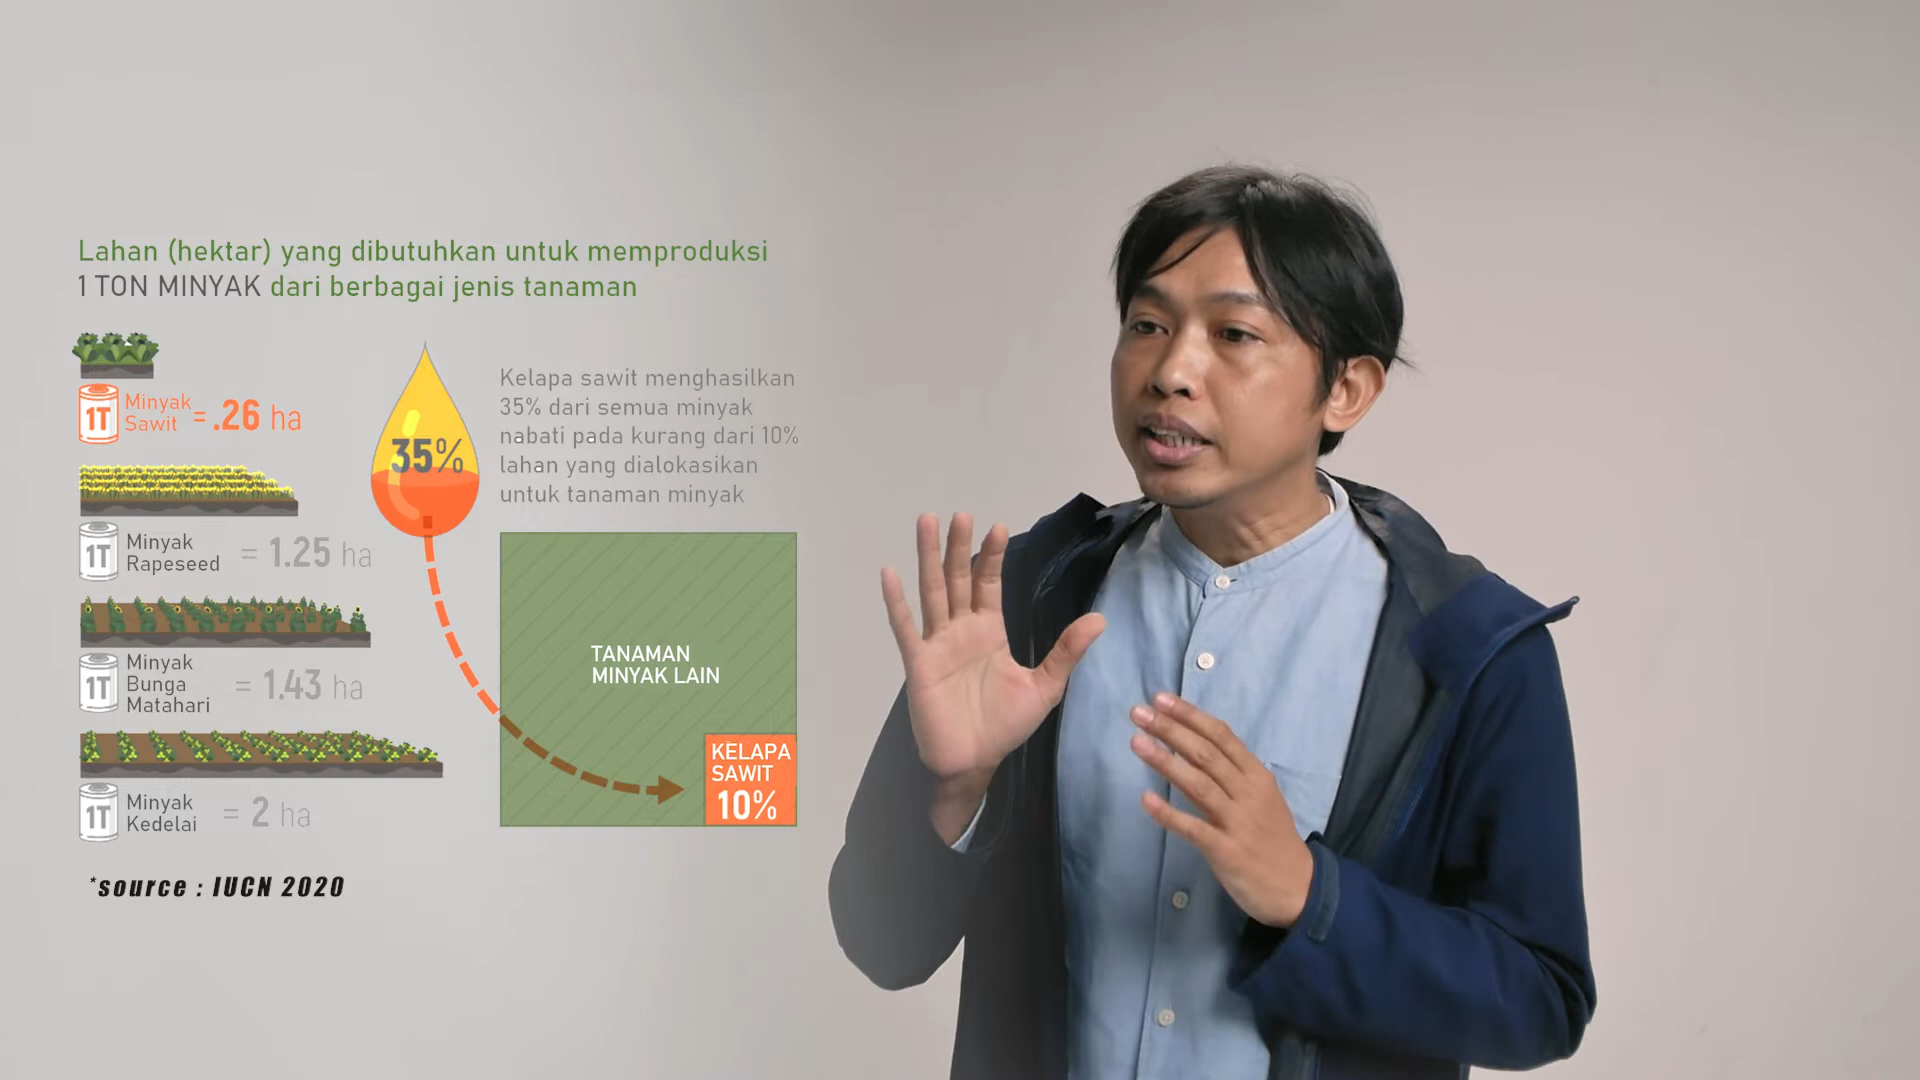 Lahan (hektar) yang dibutuhkan untuk memproduksi
1 TON MINYAK dari berbagai jenis tanaman
1T
Minyak
Sawit
= .26 ha
1T
Minyak
Rapeseed
= 1.25 ha
1T
Minyak
Bunga
Matahari
= 1.43 ha
1T
Minyak
Kedelai
= 2 ha
35%
Kelapa sawit menghasilkan
35% dari semua minyak
nabati pada kurang dari 10%
lahan yang dialokasikan
untuk tanaman minyak
TANAMAN
MINYAK LAIN
KELAPA
SAWIT
10%
*source : IUCN 2020